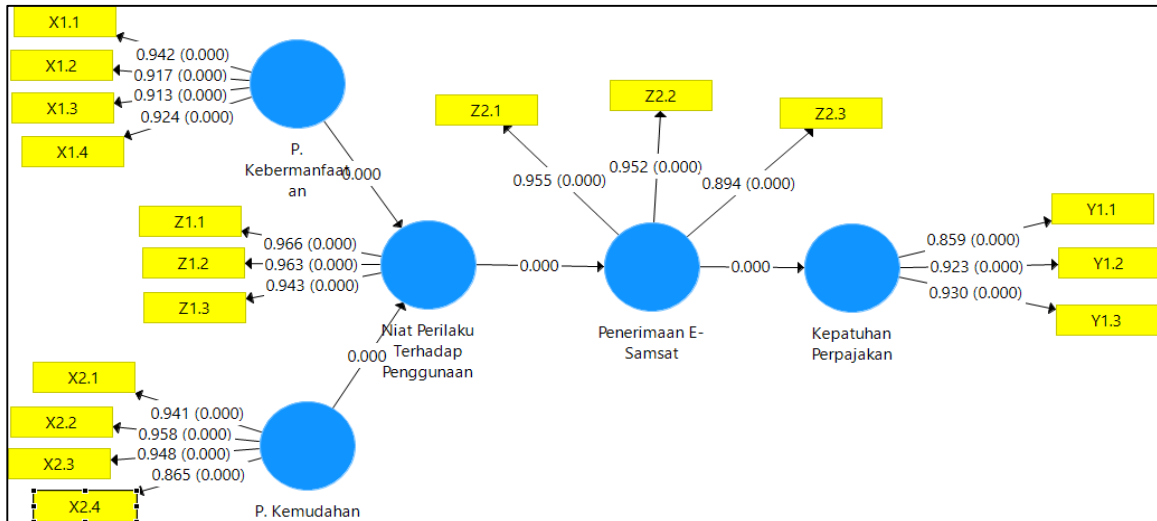 X1.1
0.942 (0.000)
X1.2
0.917 (0.000)
X1.3
0.913 (0.000)
0.924 (0.000)
X1.4
P.
Kebermanfaat
an
0.000
Z2.1
Z2.2
Z2.3
0.955 (0.000)
0.952 (0.000)
0.894 (0.000)
Z1.1
0.966 (0.000)
Z1.2
0.963 (0.000)
0.943 (0.000)
Z1.3
Niat Perilaku
Terhadap
Penggunaan
0.000
Penerimaan E-
Samsat
0.000
Kepatuhan
Perpajakan
Y1.1
0.859 (0.000)
0.923 (0.000)
Y1.2
0.930 (0.000)
Y1.3
0.000
X2.1
0.941 (0.000)
X2.2
0.958 (0.000)
0.948 (0.000)
X2.3
0.865 (0.000)
X2.4
P. Kemudahan